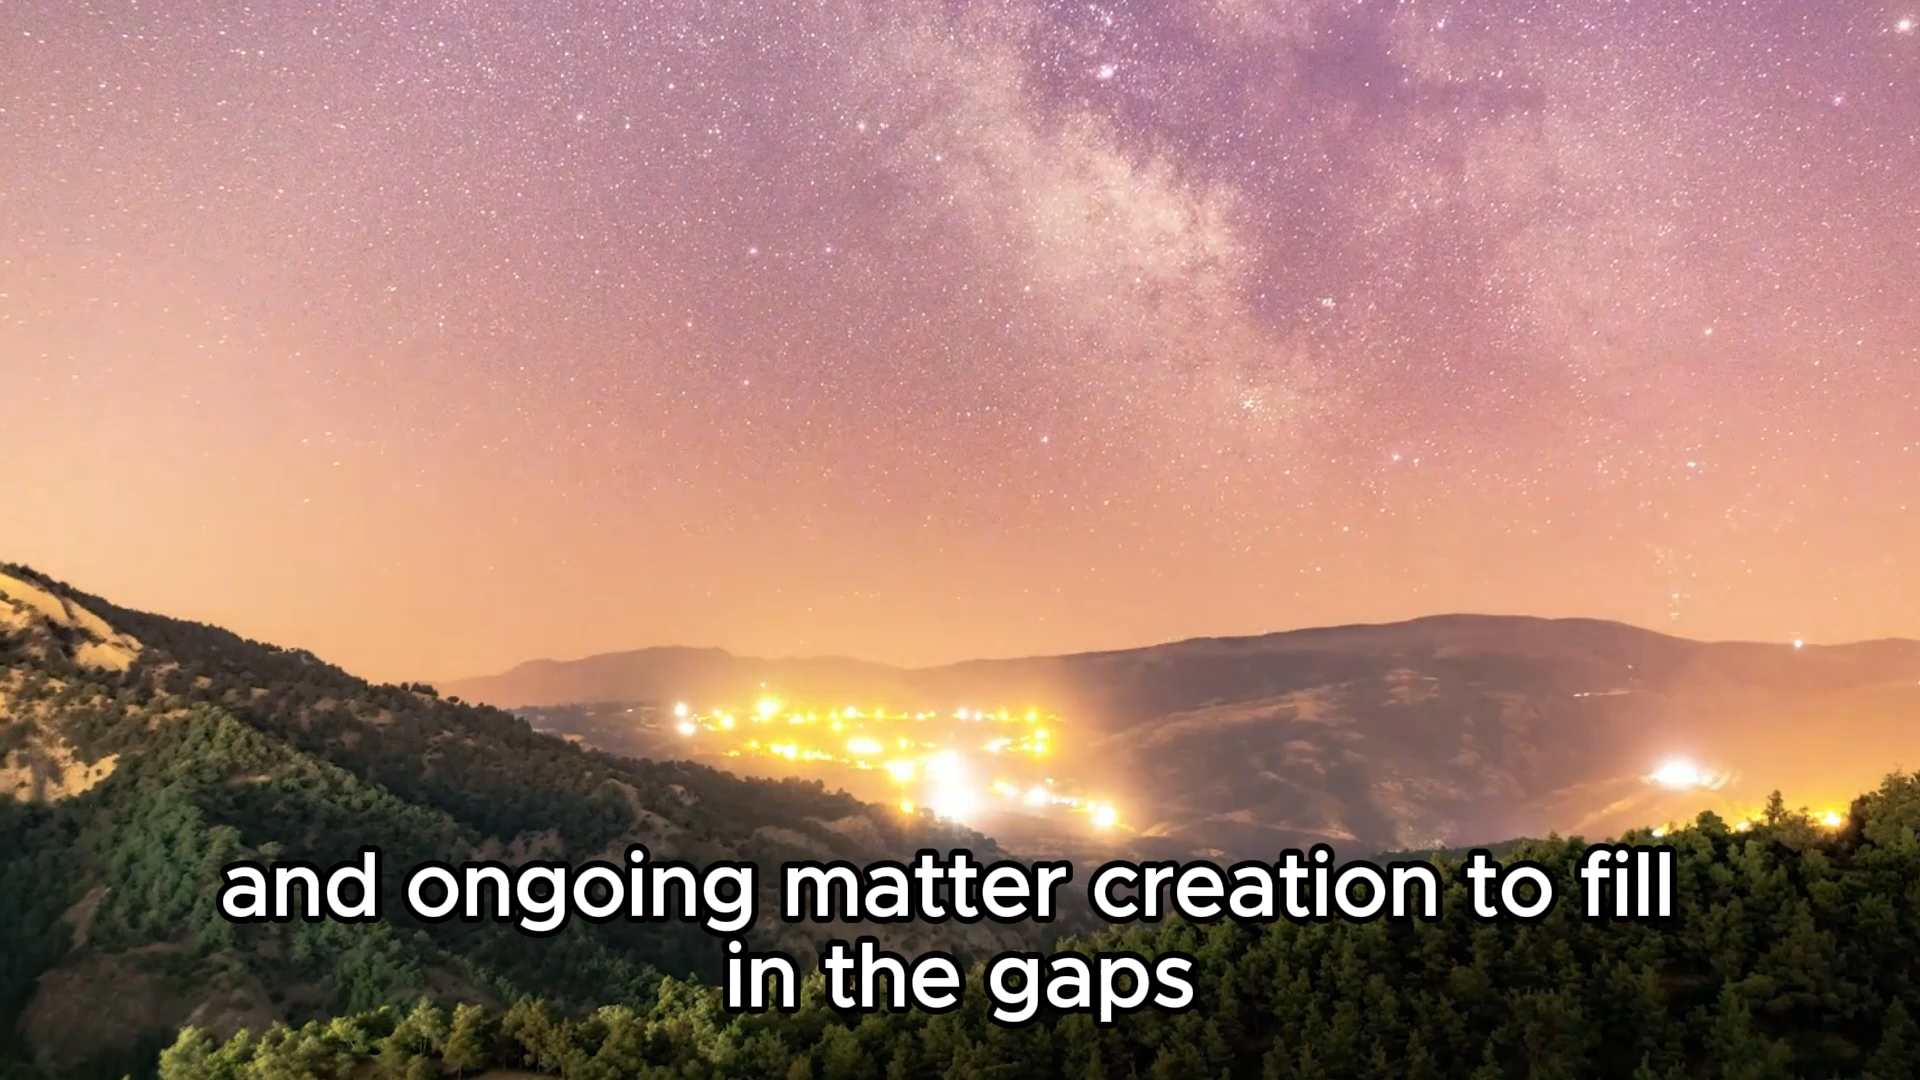 and ongoing matter creation to fill
in the gaps